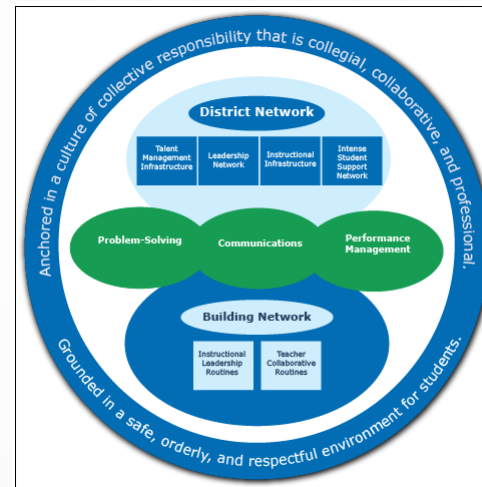 Anchored in a culture of collective responsibility that is collegial, collaborative, and professional.
District Network
Talent
Management
Infrastructure
Leadership
Network
Instructional
Infrastructure
Intense
Student
Support
Network
Problem-Solving
Communications
Performance
Management
Building Network
Instructional
Leadership
Routines
Teacher
Collaborative
Routines
Grounded in a safe, orderly, and respectful environment for students.